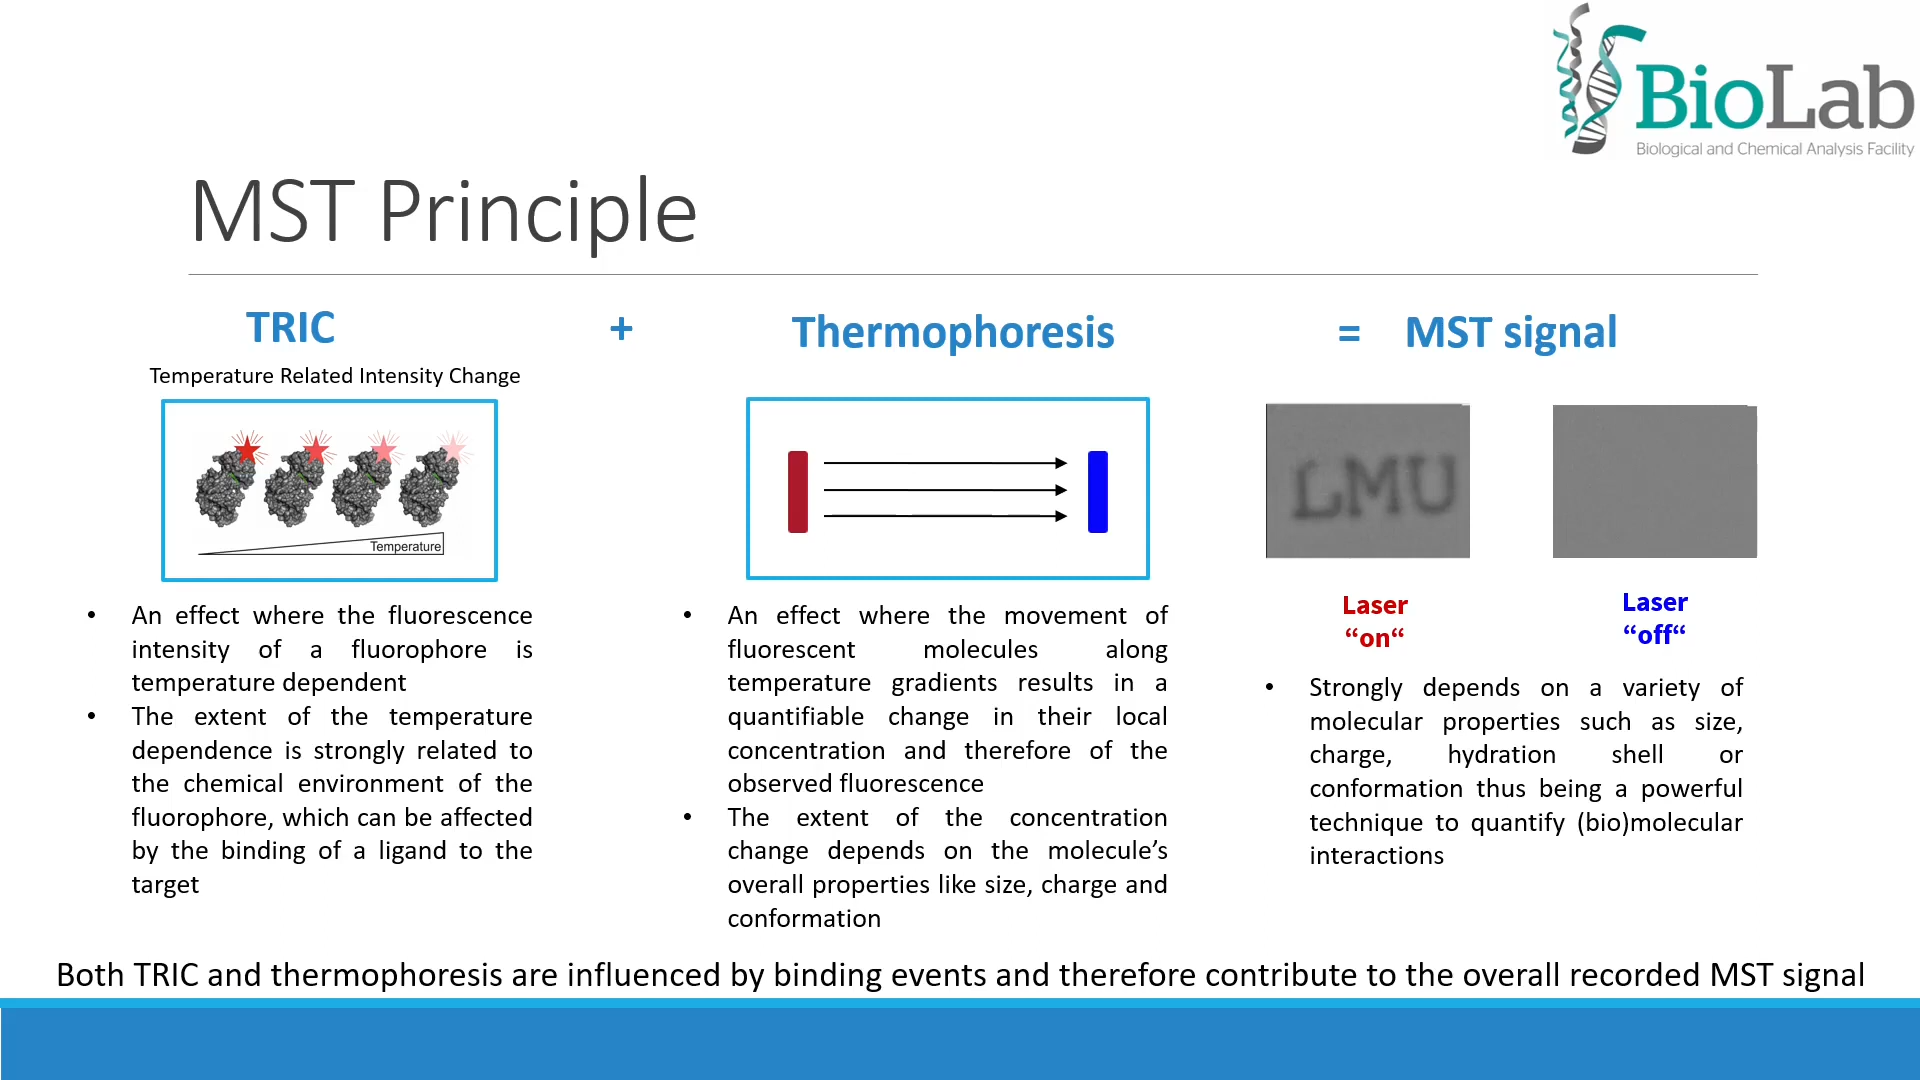 BioLab
Biological and Chemical Analysis Facility
MST Principle
TRIC + Thermophoresis = MST signal
Temperature Related Intensity Change
Temperature
LMU
Laser
“on“
Laser
“off“
• An effect where the fluorescence
intensity of a fluorophore is
temperature dependent
• The extent of the temperature
dependence is strongly related to
the chemical environment of the
fluorophore, which can be affected
by the binding of a ligand to the
target
• An effect where the movement of
fluorescent molecules along
temperature gradients results in a
quantifiable change in their local
concentration and therefore of the
observed fluorescence
• The extent of the concentration
change depends on the molecule’s
overall properties like size, charge and
conformation
• Strongly depends on a variety of
molecular properties such as size,
charge, hydration shell or
conformation thus being a powerful
technique to quantify (bio)molecular
interactions
Both TRIC and thermophoresis are influenced by binding events and therefore contribute to the overall recorded MST signal